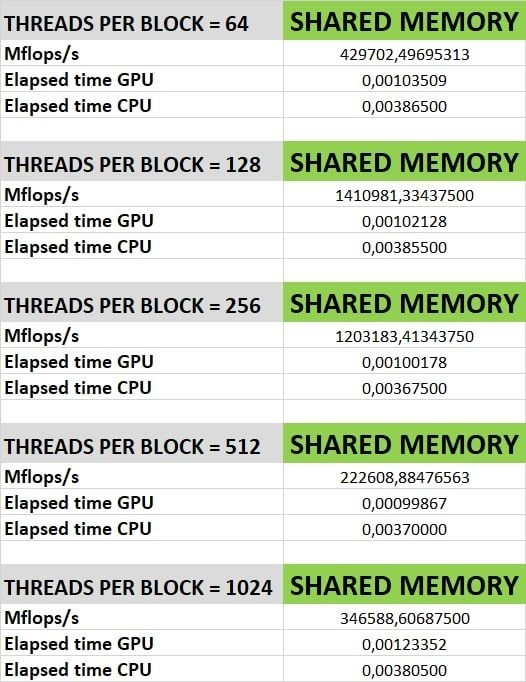 THREADS PER BLOCK = 64 SHARED MEMORY
Mflops/s 429702,49695313
Elapsed time GPU 0,00103509
Elapsed time CPU 0,00386500
THREADS PER BLOCK = 128 SHARED MEMORY
Mflops/s 1410981,33437500
Elapsed time GPU 0,00102128
Elapsed time CPU 0,00385500
THREADS PER BLOCK = 256 SHARED MEMORY
Mflops/s 1203183,41343750
Elapsed time GPU 0,00100178
Elapsed time CPU 0,00367500
THREADS PER BLOCK = 512 SHARED MEMORY
Mflops/s 222608,88476563
Elapsed time GPU 0,00099867
Elapsed time CPU 0,00370000
THREADS PER BLOCK = 1024 SHARED MEMORY
Mflops/s 346588,60687500
Elapsed time GPU 0,00123352
Elapsed time CPU 0,00380500